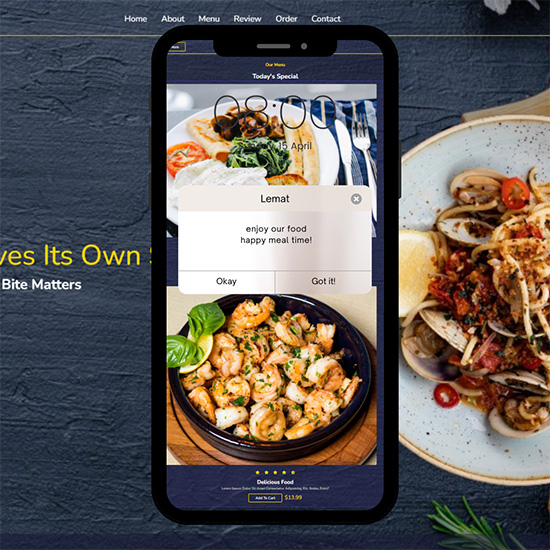 Home About Menu Review Order Contact
Our Menu
Today's Special
08:00
15 April
Lemat
enjoy our food
happy meal time!
Okay Got it!
ves Its Own S
Bite Matters
Delicious Food
Add To Cart $13.99